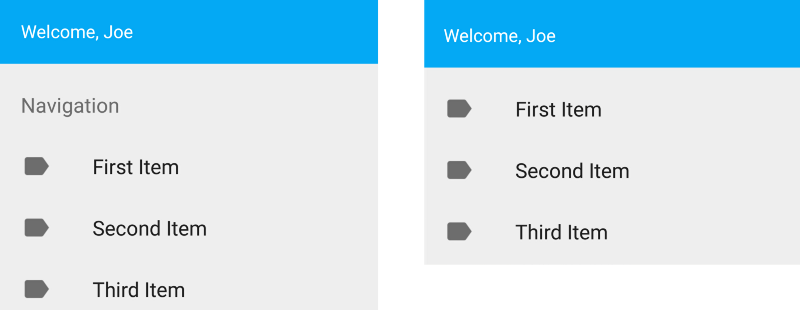 Welcome, Joe
Navigation
First Item
Second Item
Third Item
Welcome, Joe
First Item
Second Item
Third Item